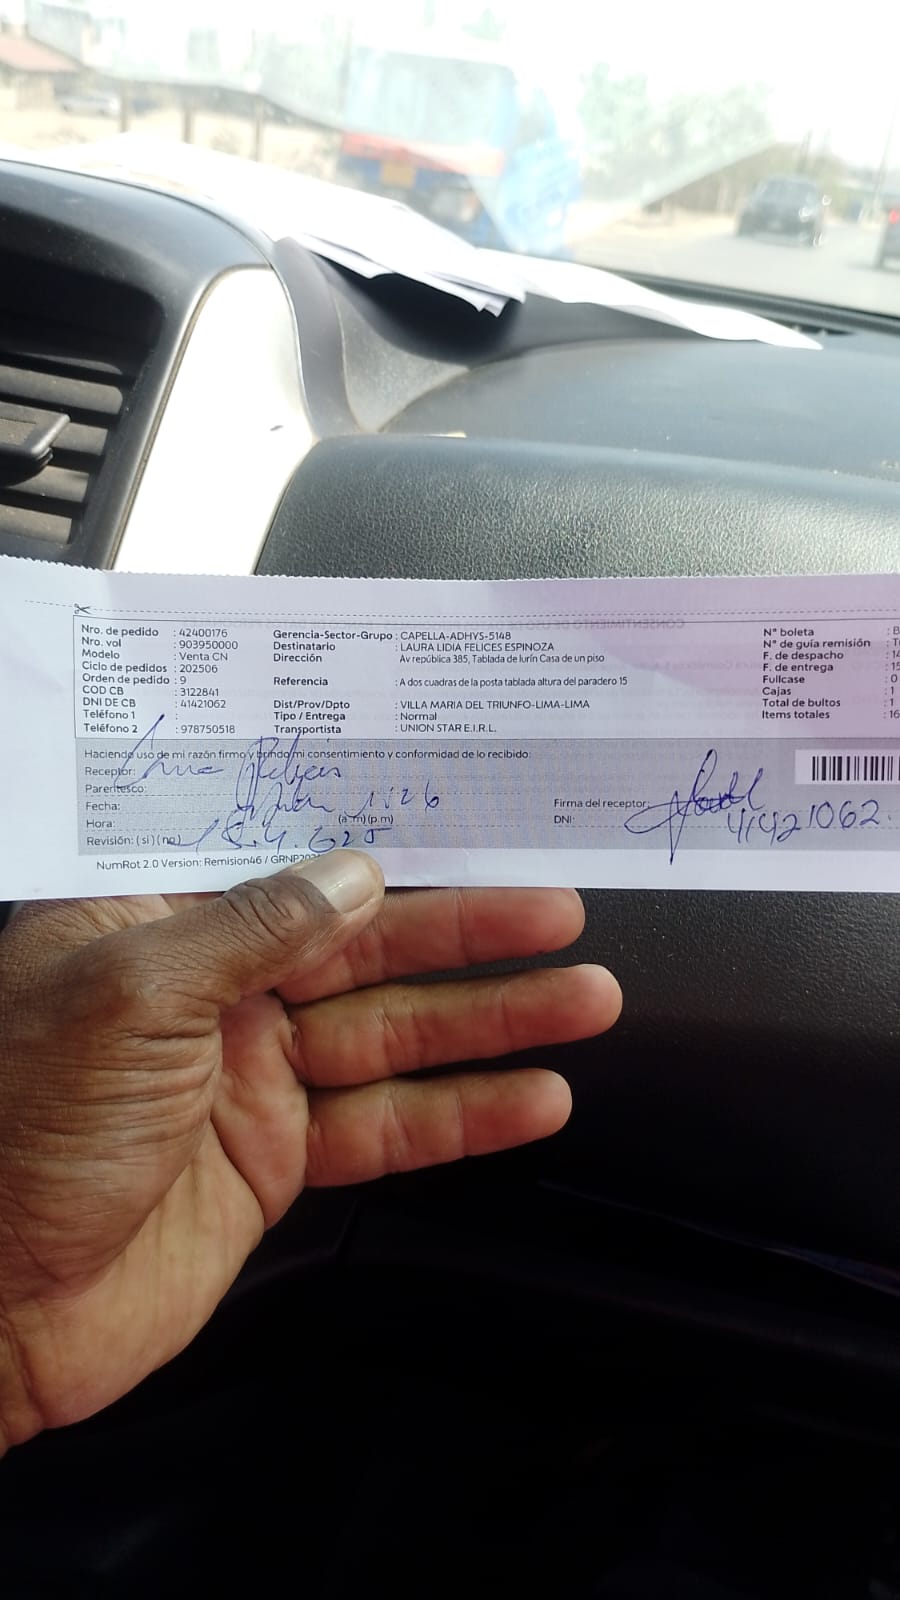 Nro. de pedido : 42400176
Nro. vol : 903950000
Modelo : Venta CN
Ciclo de pedidos : 202506
Orden de pedido : 9
COD CB : 3122841
DNI DE CB : 41421062
Teléfono 1 :
Teléfono 2 : 978750518
Gerencia-Sector-Grupo : CAPELLA-ADHYS-5148
Destinatario : LAURA LIDIA FELICES ESPINOZA
Dirección Av república 385, Tablada de lurín Casa de un piso
Referencia : A dos cuadras de la posta tablada altura del paradero 15
Dist/Prov/Dpto : VILLA MARIA DEL TRIUNFO-LIMA-LIMA
Tipo / Entrega : Normal
Transportista : UNION STAR E.I.R.L.
N° boleta : B
N° de guía remisión : T
F. de despacho : 14
F. de entrega : 15
Fullcase : 0
Cajas : 1
Total de bultos : 1
Items totales : 16
Haciendo uso de mi razón firmo y brindo mi consentimiento y conformidad de lo recibido:
Receptor: Felices
Parentesco:
Fecha:
Hora: (a m) (p.m)
Revisión: ( si ) ( no )
Firma del receptor:
DNI: 41421062
NumRot 2.0 Version: Remision46 / GRNP